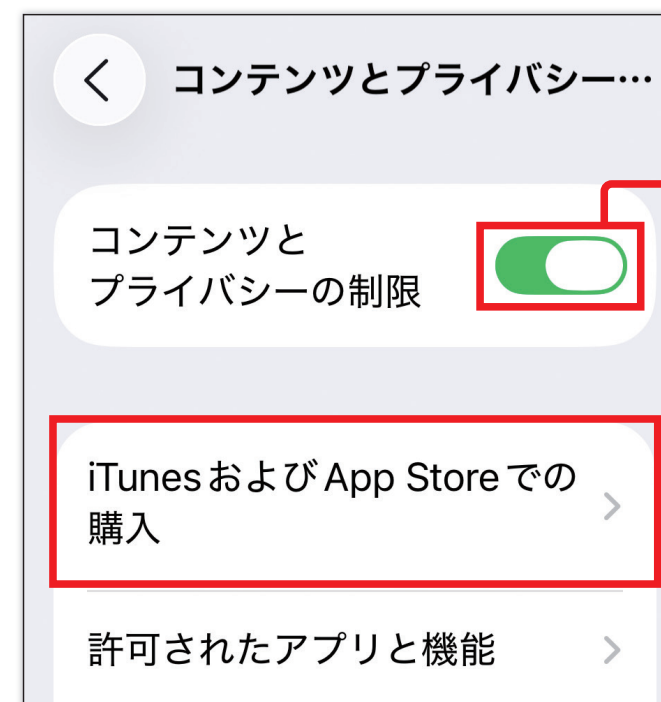 コンテンツとプライバシー…
コンテンツと
プライバシーの制限
iTunesおよびApp Storeでの
購入
許可されたアプリと機能